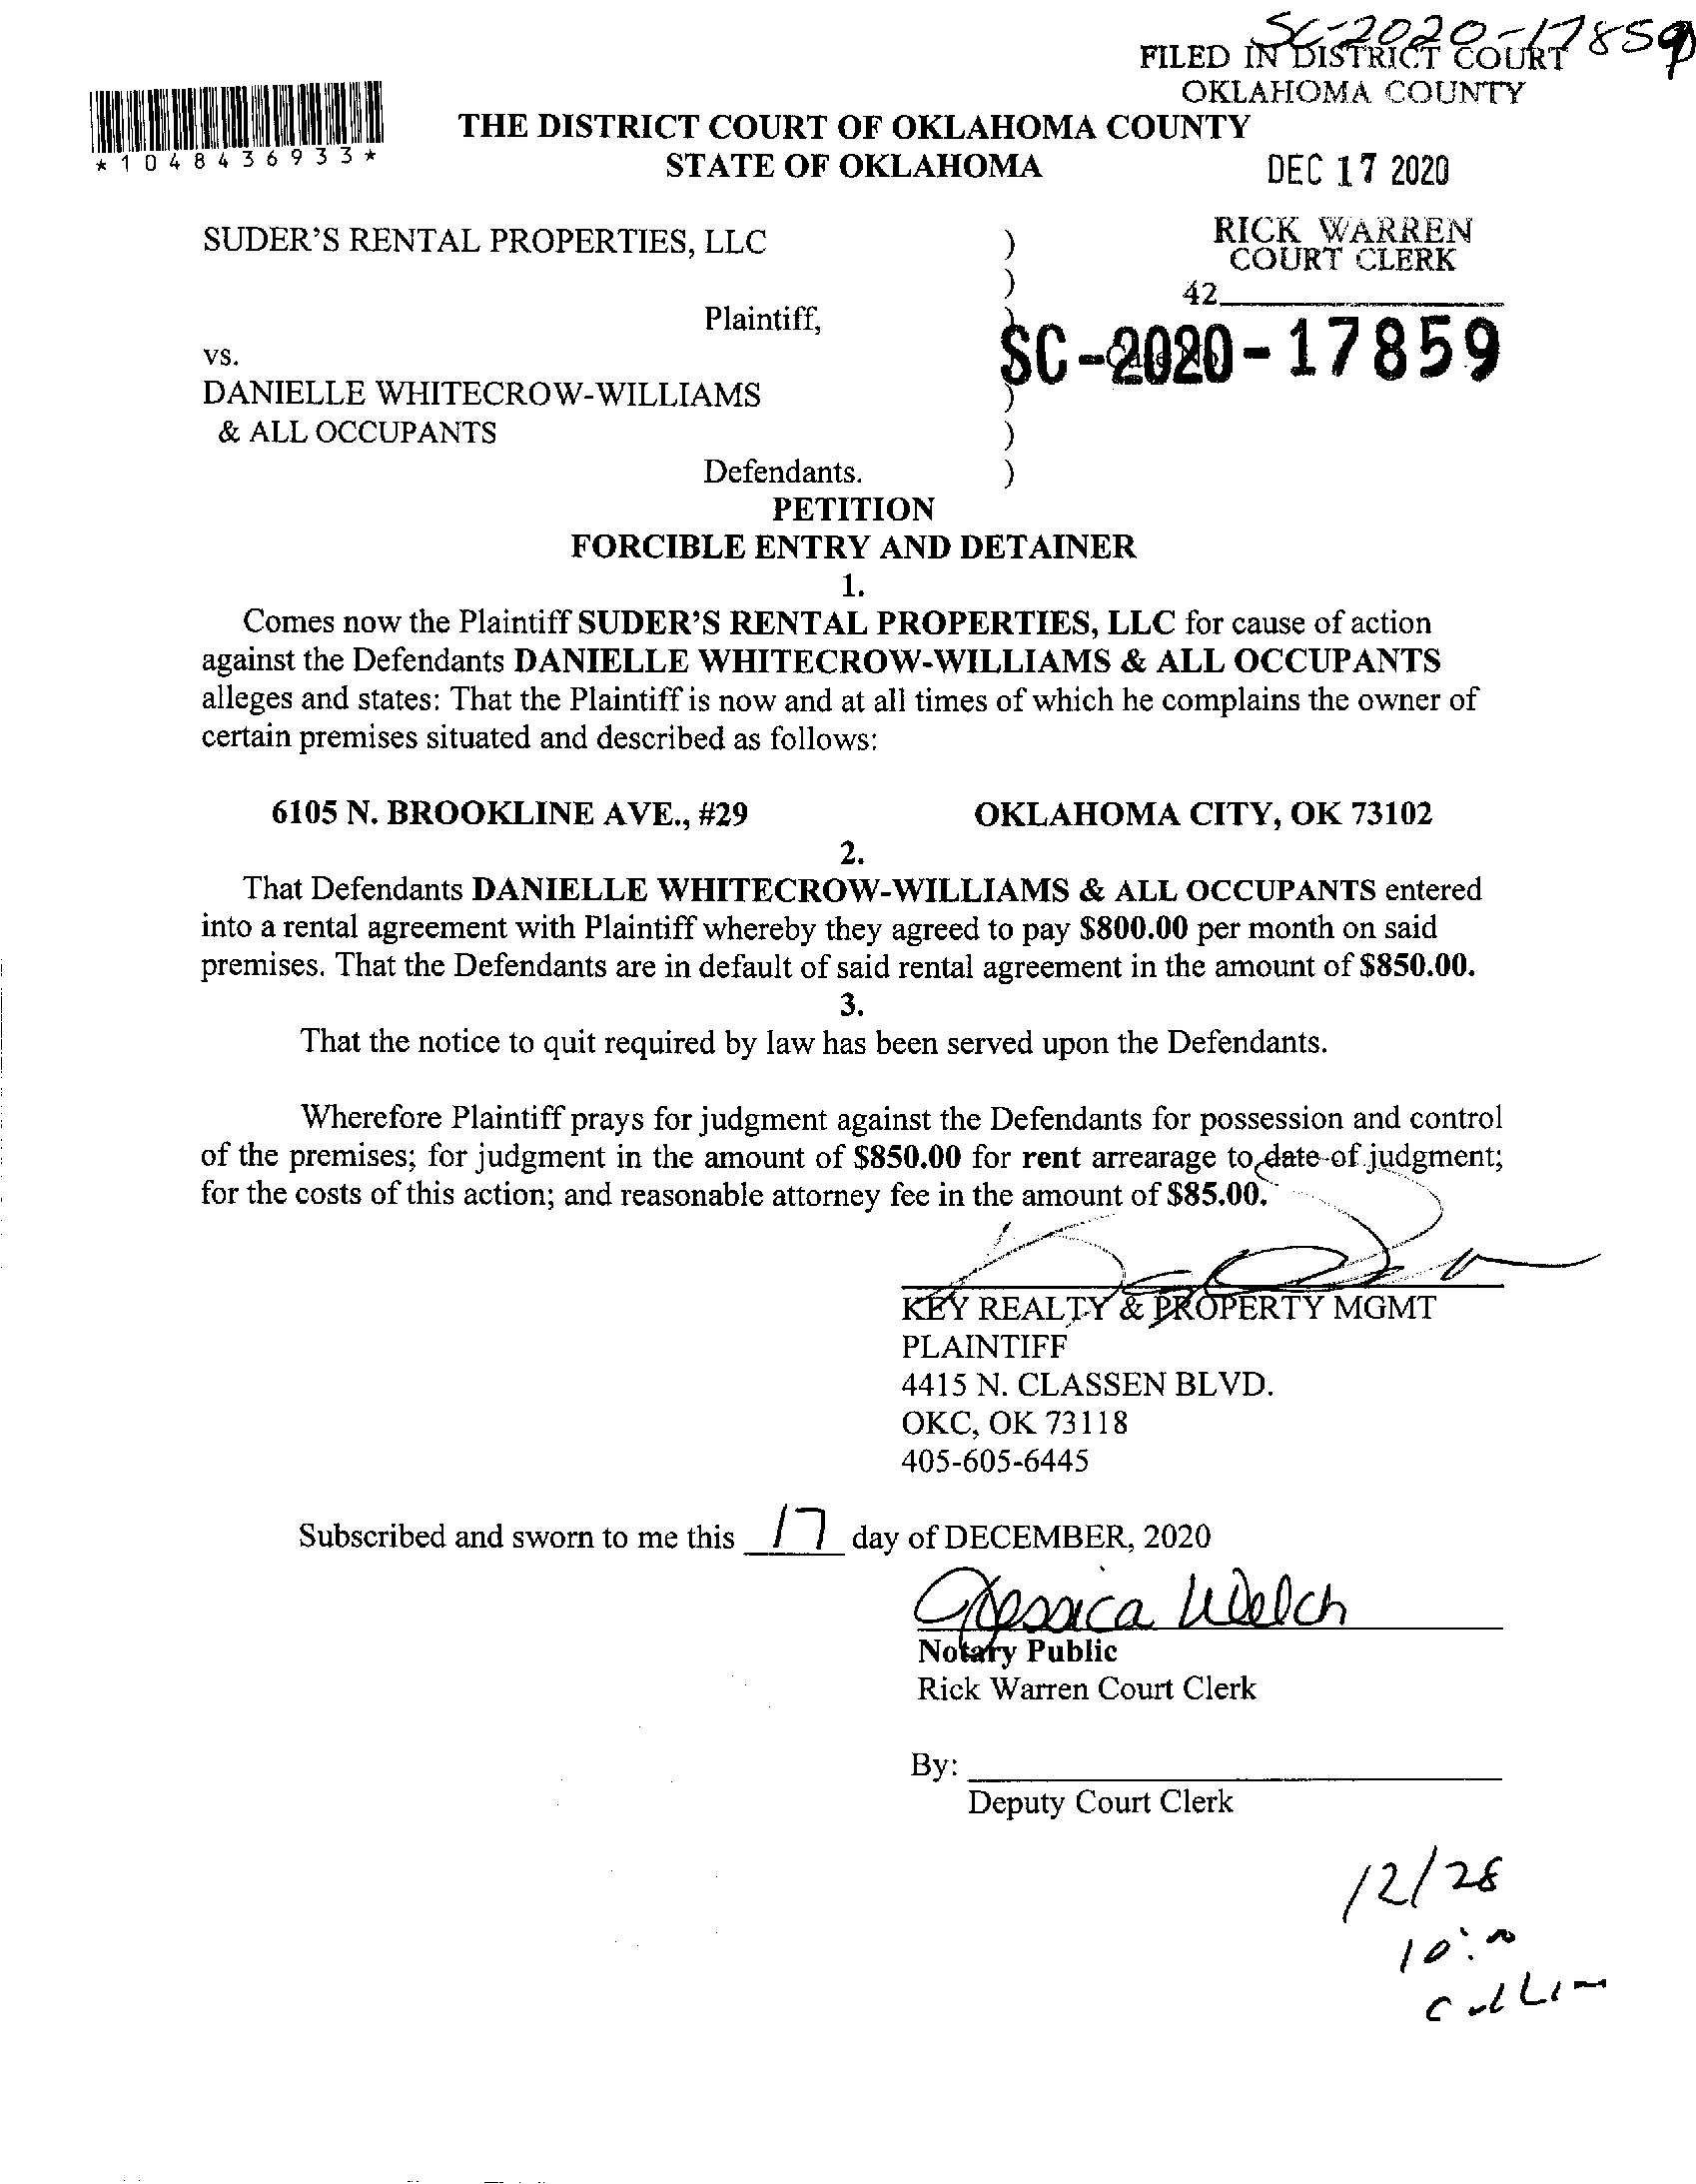 SC-2020-17859
FILED IN DISTRICT COURT
OKLAHOMA COUNTY
THE DISTRICT COURT OF OKLAHOMA COUNTY
*1048436933*
STATE OF OKLAHOMA
DEC 17 2020
SUDER'S RENTAL PROPERTIES, LLC )
RICK WARREN
COURT CLERK
)
42
Plaintiff, )
vs.
SC-2020-17859
DANIELLE WHITECROW-WILLIAMS )
& ALL OCCUPANTS )
Defendants. )
PETITION
FORCIBLE ENTRY AND DETAINER
1.
Comes now the Plaintiff SUDER'S RENTAL PROPERTIES, LLC for cause of action
against the Defendants DANIELLE WHITECROW-WILLIAMS & ALL OCCUPANTS
alleges and states: That the Plaintiff is now and at all times of which he complains the owner of
certain premises situated and described as follows:
6105 N. BROOKLINE AVE., #29 OKLAHOMA CITY, OK 73102
2.
That Defendants DANIELLE WHITECROW-WILLIAMS & ALL OCCUPANTS entered
into a rental agreement with Plaintiff whereby they agreed to pay $800.00 per month on said
premises. That the Defendants are in default of said rental agreement in the amount of $850.00.
3.
That the notice to quit required by law has been served upon the Defendants.
Wherefore Plaintiff prays for judgment against the Defendants for possession and control
of the premises; for judgment in the amount of $850.00 for rent arrearage to date of judgment;
for the costs of this action; and reasonable attorney fee in the amount of $85.00.
KEY REALTY & PROPERTY MGMT
PLAINTIFF
4415 N. CLASSEN BLVD.
OKC, OK 73118
405-605-6445
Subscribed and sworn to me this 17 day of DECEMBER, 2020
Jessica Welch
Notary Public
Rick Warren Court Clerk
By:
Deputy Court Clerk
12/28
10:00